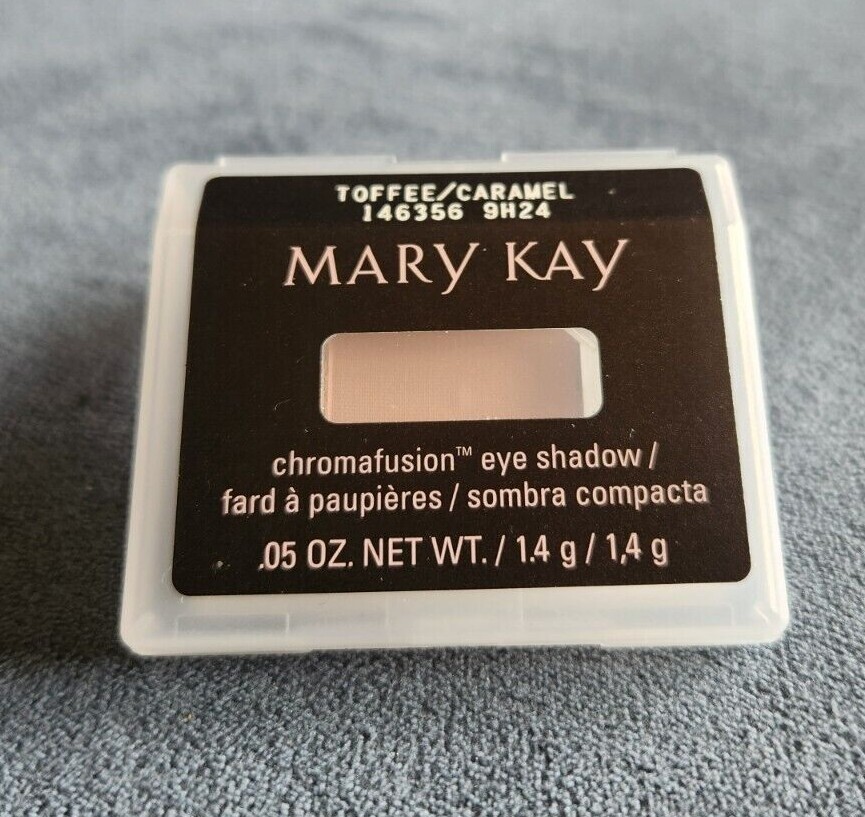 TOFFEE/CARAMEL
146356 9H24
MARY KAY
chromafusion™ eye shadow /
fard à paupières / sombra compacta
.05 OZ. NET WT. / 1.4 g / 1,4 g